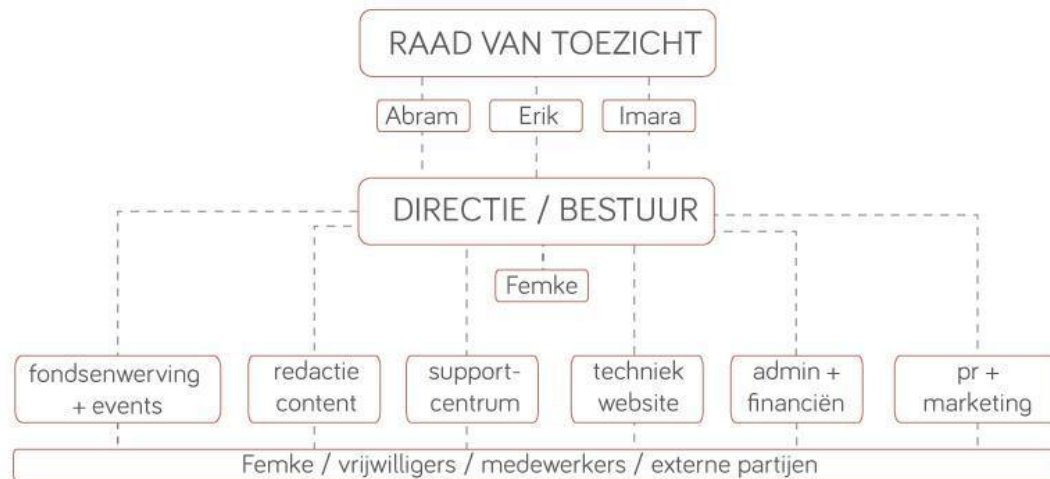 RAAD VAN TOEZICHT
Abram
Erik
Imara
DIRECTIE / BESTUUR
Femke
fondsenwerving
+ events
redactie
content
support-
centrum
techniek
website
admin +
financiën
pr +
marketing
Femke / vrijwilligers / medewerkers / externe partijen